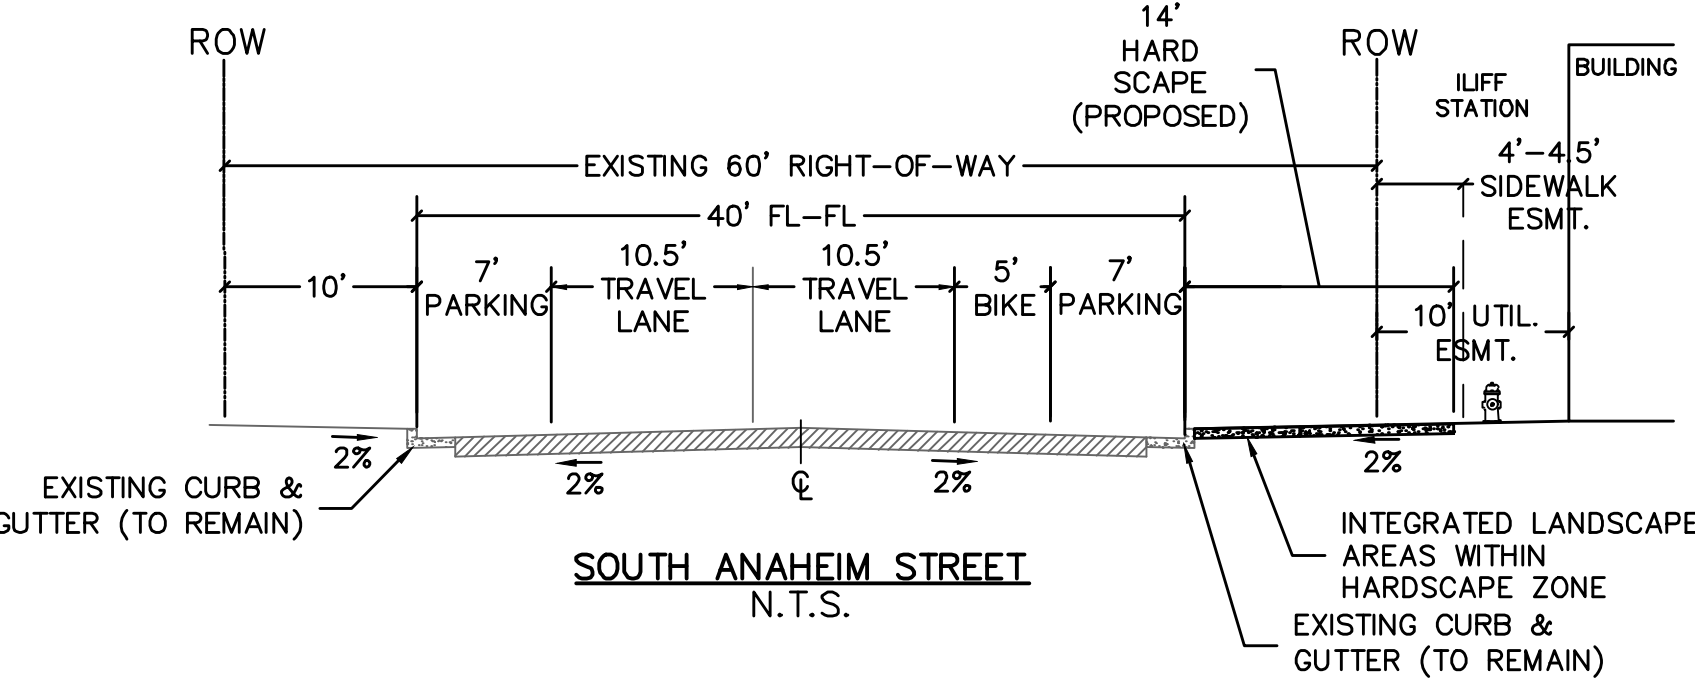 14'
HARD
SCAPE
(PROPOSED)
ROW
ROW
BUILDING
ILIFF
STATION
4'-4.5'
SIDEWALK
ESMT.
EXISTING 60' RIGHT-OF-WAY
40' FL-FL
10'
7'
PARKING
10.5'
TRAVEL
LANE
10.5'
TRAVEL
LANE
5'
BIKE
7'
PARKING
10' UTIL.
ESMT.
2%
2%
2%
2%
CL
EXISTING CURB &
GUTTER (TO REMAIN)
SOUTH ANAHEIM STREET
N.T.S.
INTEGRATED LANDSCAPE
AREAS WITHIN
HARDSCAPE ZONE
EXISTING CURB &
GUTTER (TO REMAIN)